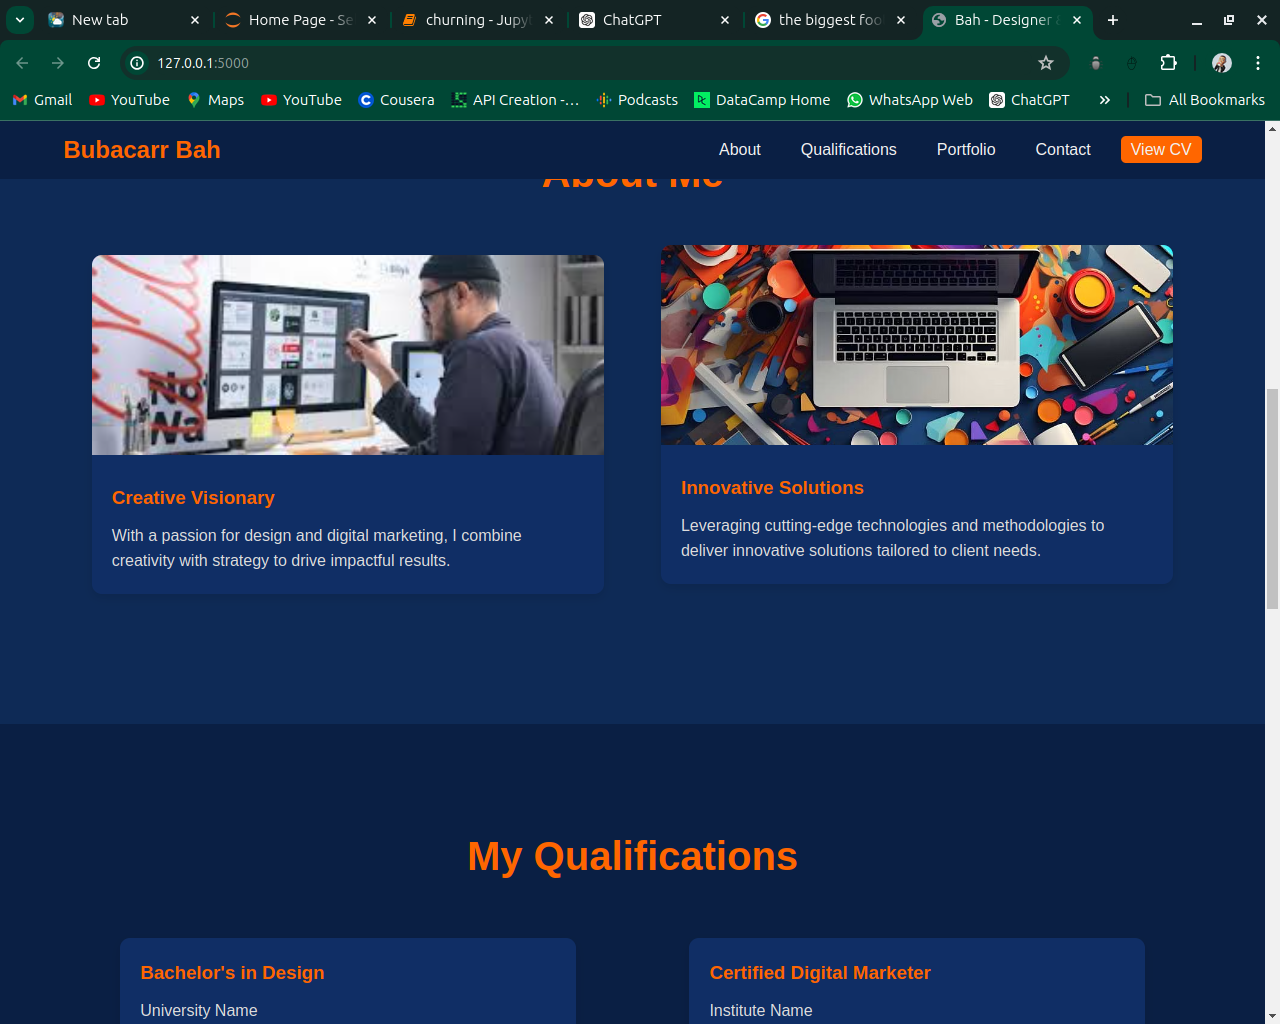 New tab
Home Page - Se
churning - Jupy
ChatGPT
the biggest foo
Bah - Designer &
127.0.0.1:5000
Gmail
YouTube
Maps
YouTube
Cousera
API Creation -...
Podcasts
DataCamp Home
WhatsApp Web
ChatGPT
All Bookmarks
Bubacarr Bah
About
Qualifications
Portfolio
Contact
View CV
About Me
Creative Visionary
With a passion for design and digital marketing, I combine
creativity with strategy to drive impactful results.
Innovative Solutions
Leveraging cutting-edge technologies and methodologies to
deliver innovative solutions tailored to client needs.
My Qualifications
Bachelor's in Design
University Name
Certified Digital Marketer
Institute Name